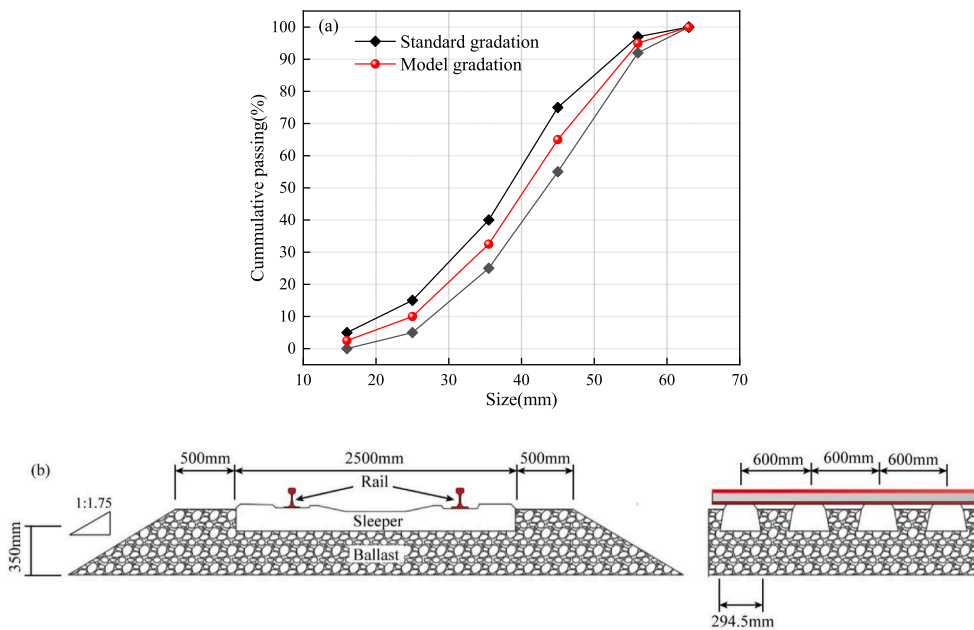 (a)
Standard gradation
Model gradation
100
90
80
70
60
50
40
30
20
10
0
Cummulative passing(%)
10 20 30 40 50 60 70
Size(mm)
(b)
500mm 2500mm 500mm
Rail
1:1.75
Sleeper
Ballast
350mm
600mm 600mm 600mm
294.5mm